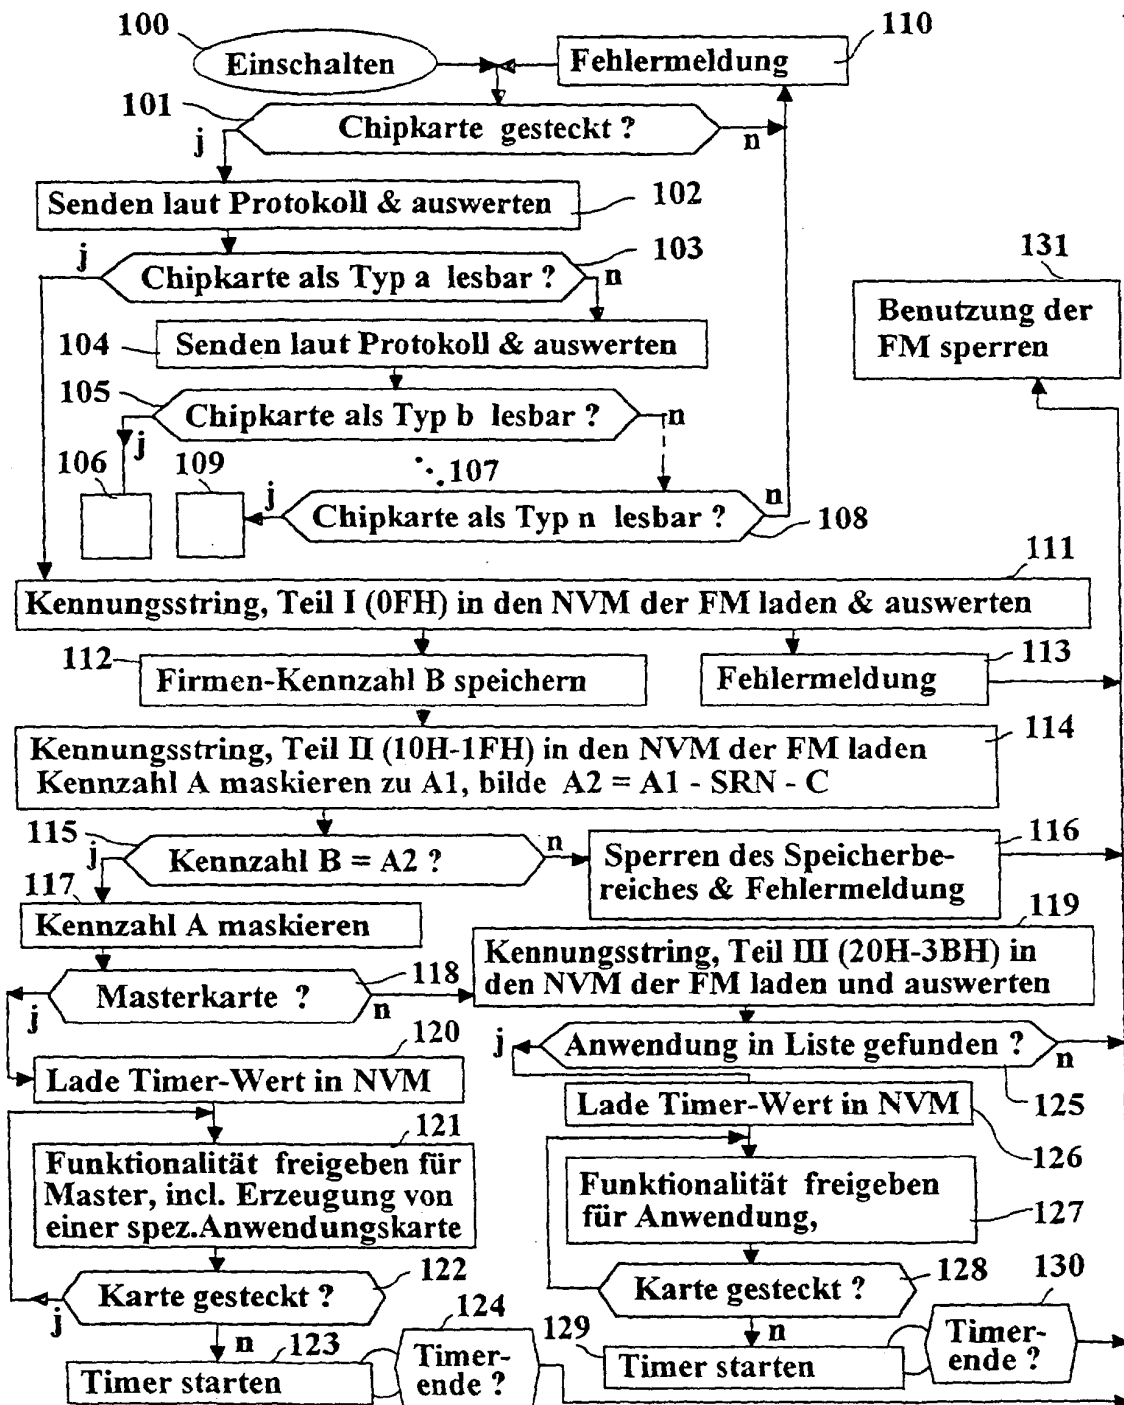 100
Einschalten
Fehlermeldung
110
101
Chipkarte gesteckt ?
j
n
Senden laut Protokoll & auswerten
102
j
Chipkarte als Typ a lesbar ?
103
n
131
Benutzung der
FM sperren
104
Senden laut Protokoll & auswerten
105
Chipkarte als Typ b lesbar ?
n
j
106
109
107
j
Chipkarte als Typ n lesbar ?
n
108
111
Kennungsstring, Teil I (0FH) in den NVM der FM laden & auswerten
112
Firmen-Kennzahl B speichern
Fehlermeldung
113
Kennungsstring, Teil II (10H-1FH) in den NVM der FM laden
Kennzahl A maskieren zu A1, bilde A2 = A1 - SRN - C
114
115
j
Kennzahl B = A2 ?
n
Sperren des Speicherbe-
reiches & Fehlermeldung
116
117
Kennzahl A maskieren
119
Kennungsstring, Teil III (20H-3BH) in
den NVM der FM laden und auswerten
j
Masterkarte ?
118
n
120
Lade Timer-Wert in NVM
j
Anwendung in Liste gefunden ?
n
125
Lade Timer-Wert in NVM
126
121
Funktionalität freigeben für
Master, incl. Erzeugung von
einer spez.Anwendungskarte
Funktionalität freigeben
für Anwendung,
127
j
Karte gesteckt ?
122
n
Karte gesteckt ?
128
n
130
123
Timer starten
124
Timer-
ende ?
129
Timer starten
Timer-
ende ?